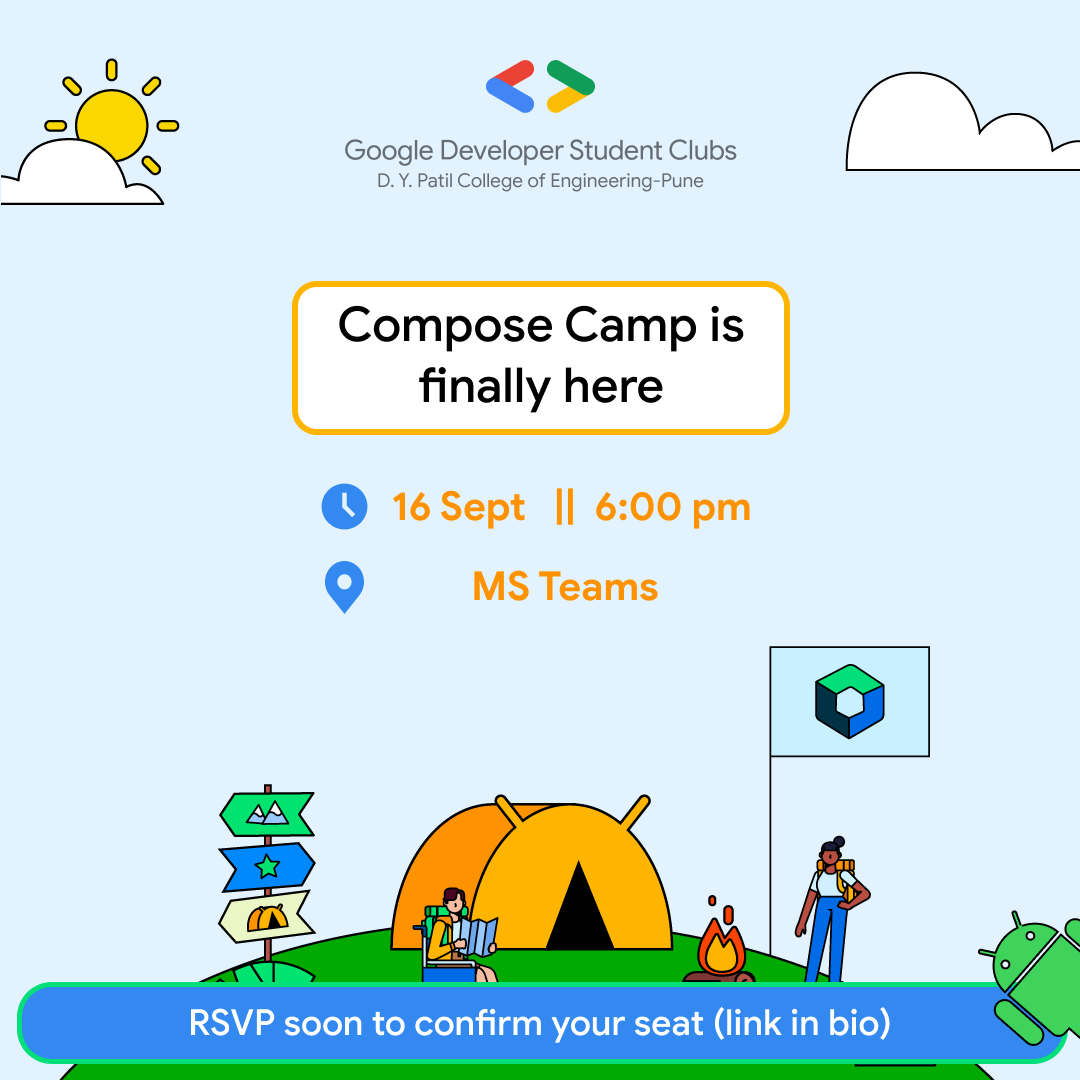 Google Developer Student Clubs
D. Y. Patil College of Engineering-Pune
Compose Camp is
finally here
16 Sept || 6:00 pm
MS Teams
RSVP soon to confirm your seat (link in bio)